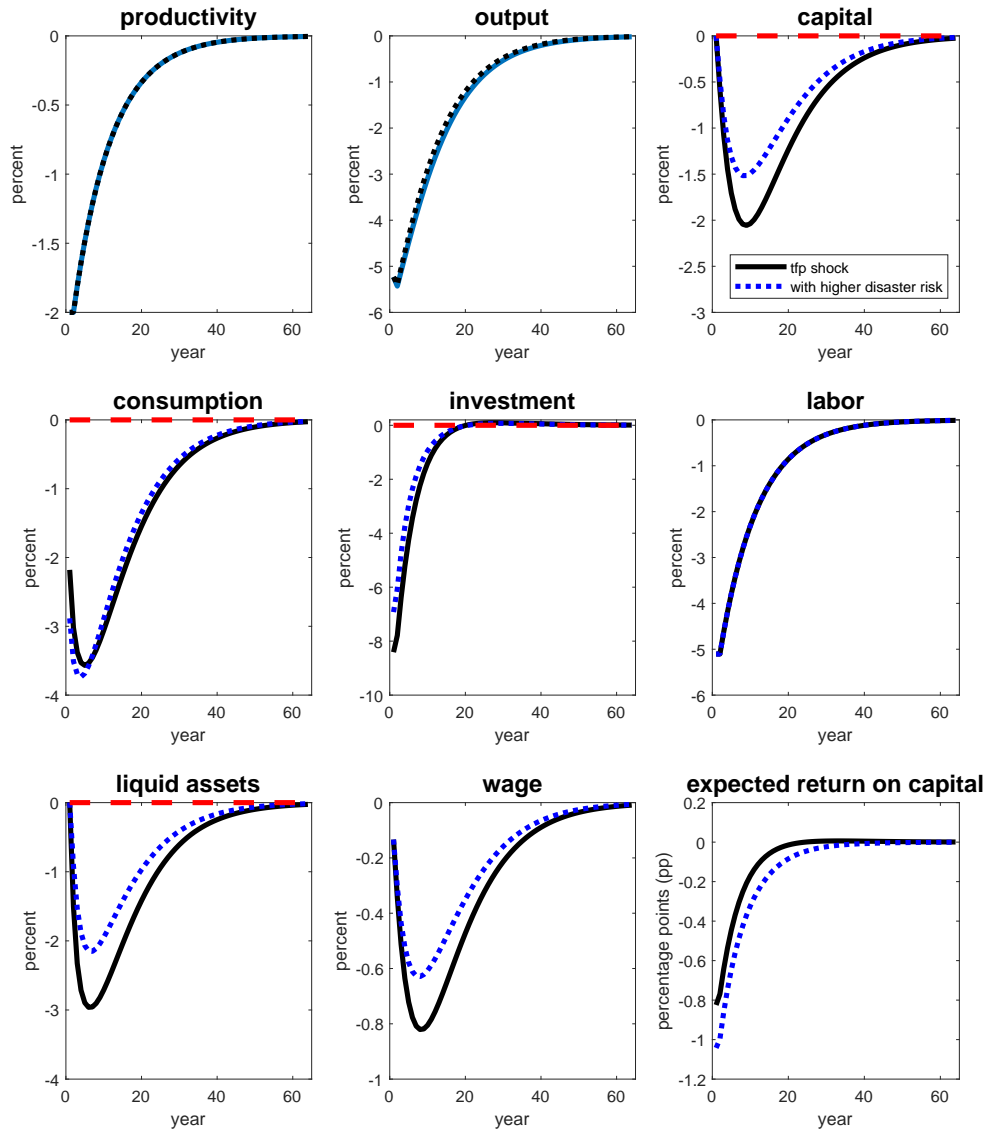 productivity
0
-0.5
-1
-1.5
-2
percent
0 20 40 60
year
output
0
-1
-2
-3
-4
-5
-6
percent
0 20 40 60
year
capital
0
-0.5
-1
-1.5
-2
-2.5
-3
percent
tfp shock
with higher disaster risk
0 20 40 60
year
consumption
0
-1
-2
-3
-4
percent
0 20 40 60
year
investment
0
-2
-4
-6
-8
-10
percent
0 20 40 60
year
labor
0
-1
-2
-3
-4
-5
-6
percent
0 20 40 60
year
liquid assets
0
-1
-2
-3
-4
percent
0 20 40 60
year
wage
0
-0.2
-0.4
-0.6
-0.8
-1
percent
0 20 40 60
year
expected return on capital
0.2
0
-0.2
-0.4
-0.6
-0.8
-1
-1.2
percentage points (pp)
0 20 40 60
year